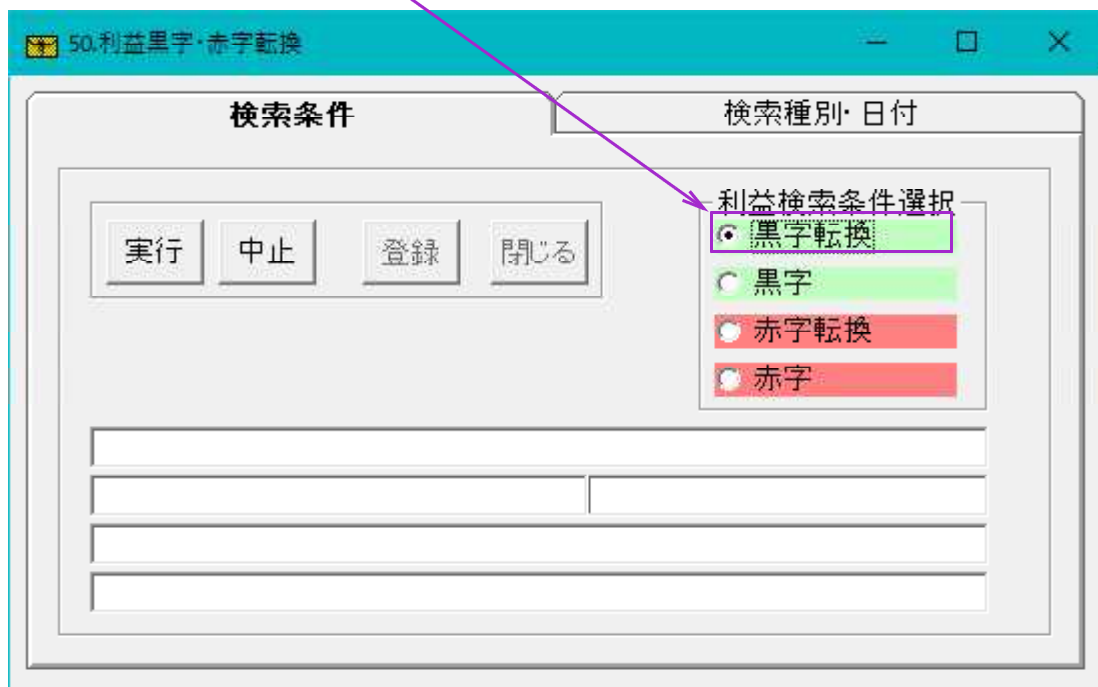 50.利益黒字・赤字転換
検索条件
検索種別・日付
利益検索条件選択
実行
中止
登録
閉じる
黒字転換
黒字
赤字転換
赤字